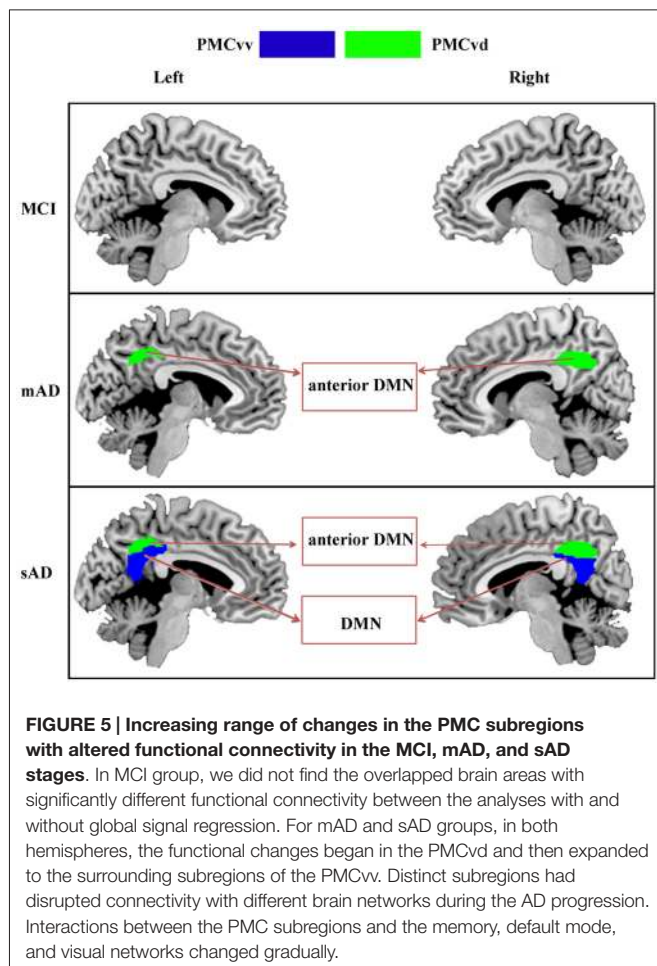 PMCvv PMCvd
Left Right
MCI
mAD
anterior DMN
sAD
anterior DMN
DMN
FIGURE 5 | Increasing range of changes in the PMC subregions
with altered functional connectivity in the MCI, mAD, and sAD
stages. In MCI group, we did not find the overlapped brain areas with
significantly different functional connectivity between the analyses with and
without global signal regression. For mAD and sAD groups, in both
hemispheres, the functional changes began in the PMCvd and then expanded
to the surrounding subregions of the PMCvv. Distinct subregions had
disrupted connectivity with different brain networks during the AD progression.
Interactions between the PMC subregions and the memory, default mode,
and visual networks changed gradually.